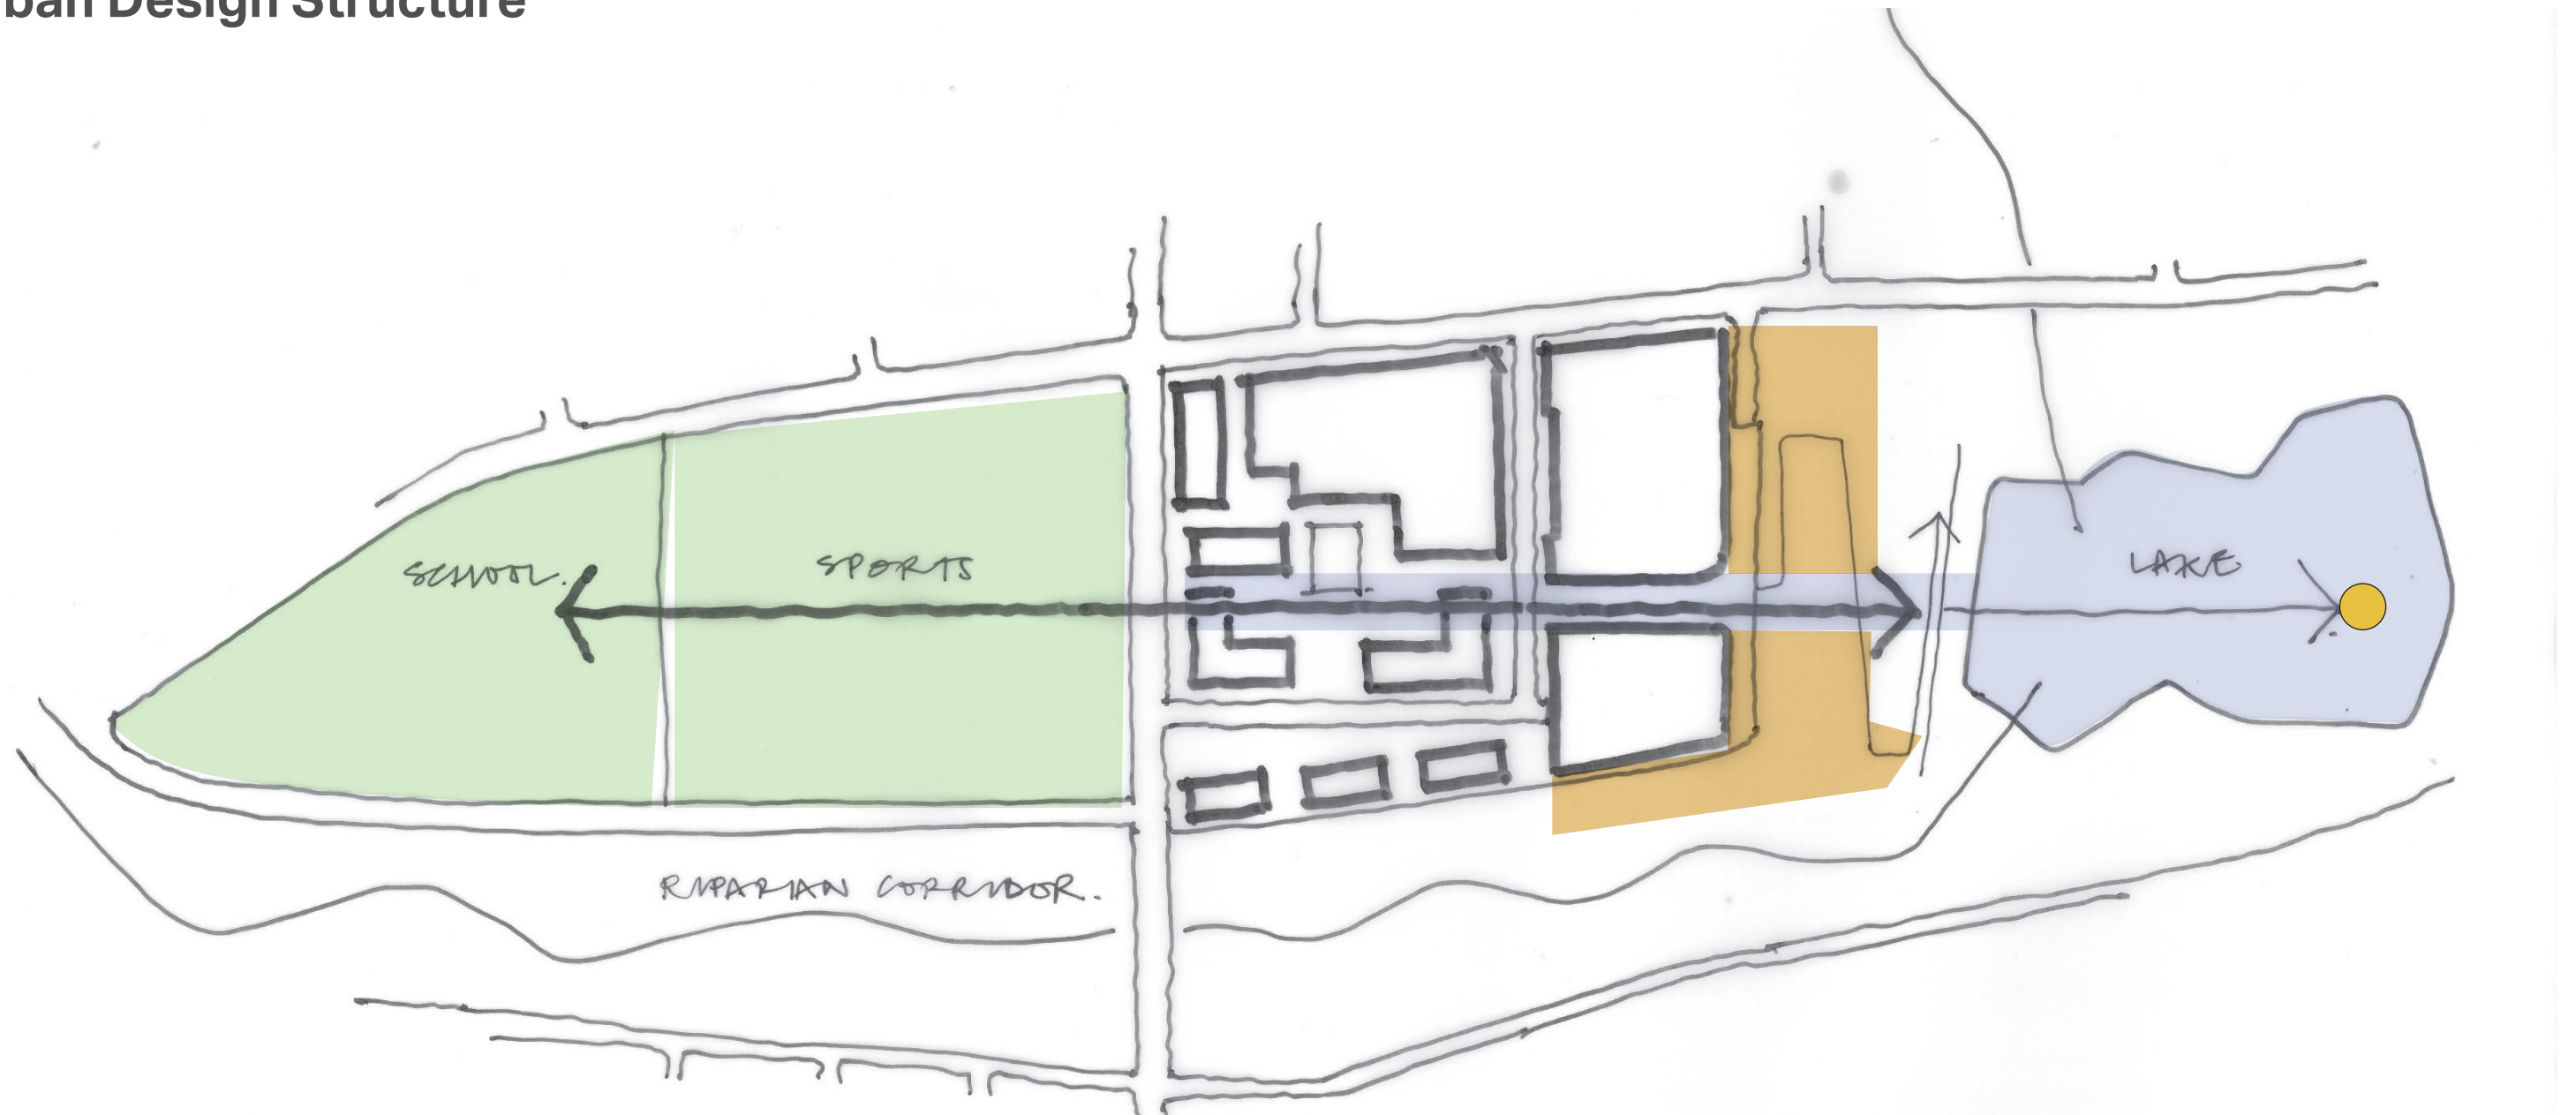 ban Design Structure
SCHOOL.
SPORTS
LAKE
RIPARIAN CORRIDOR.